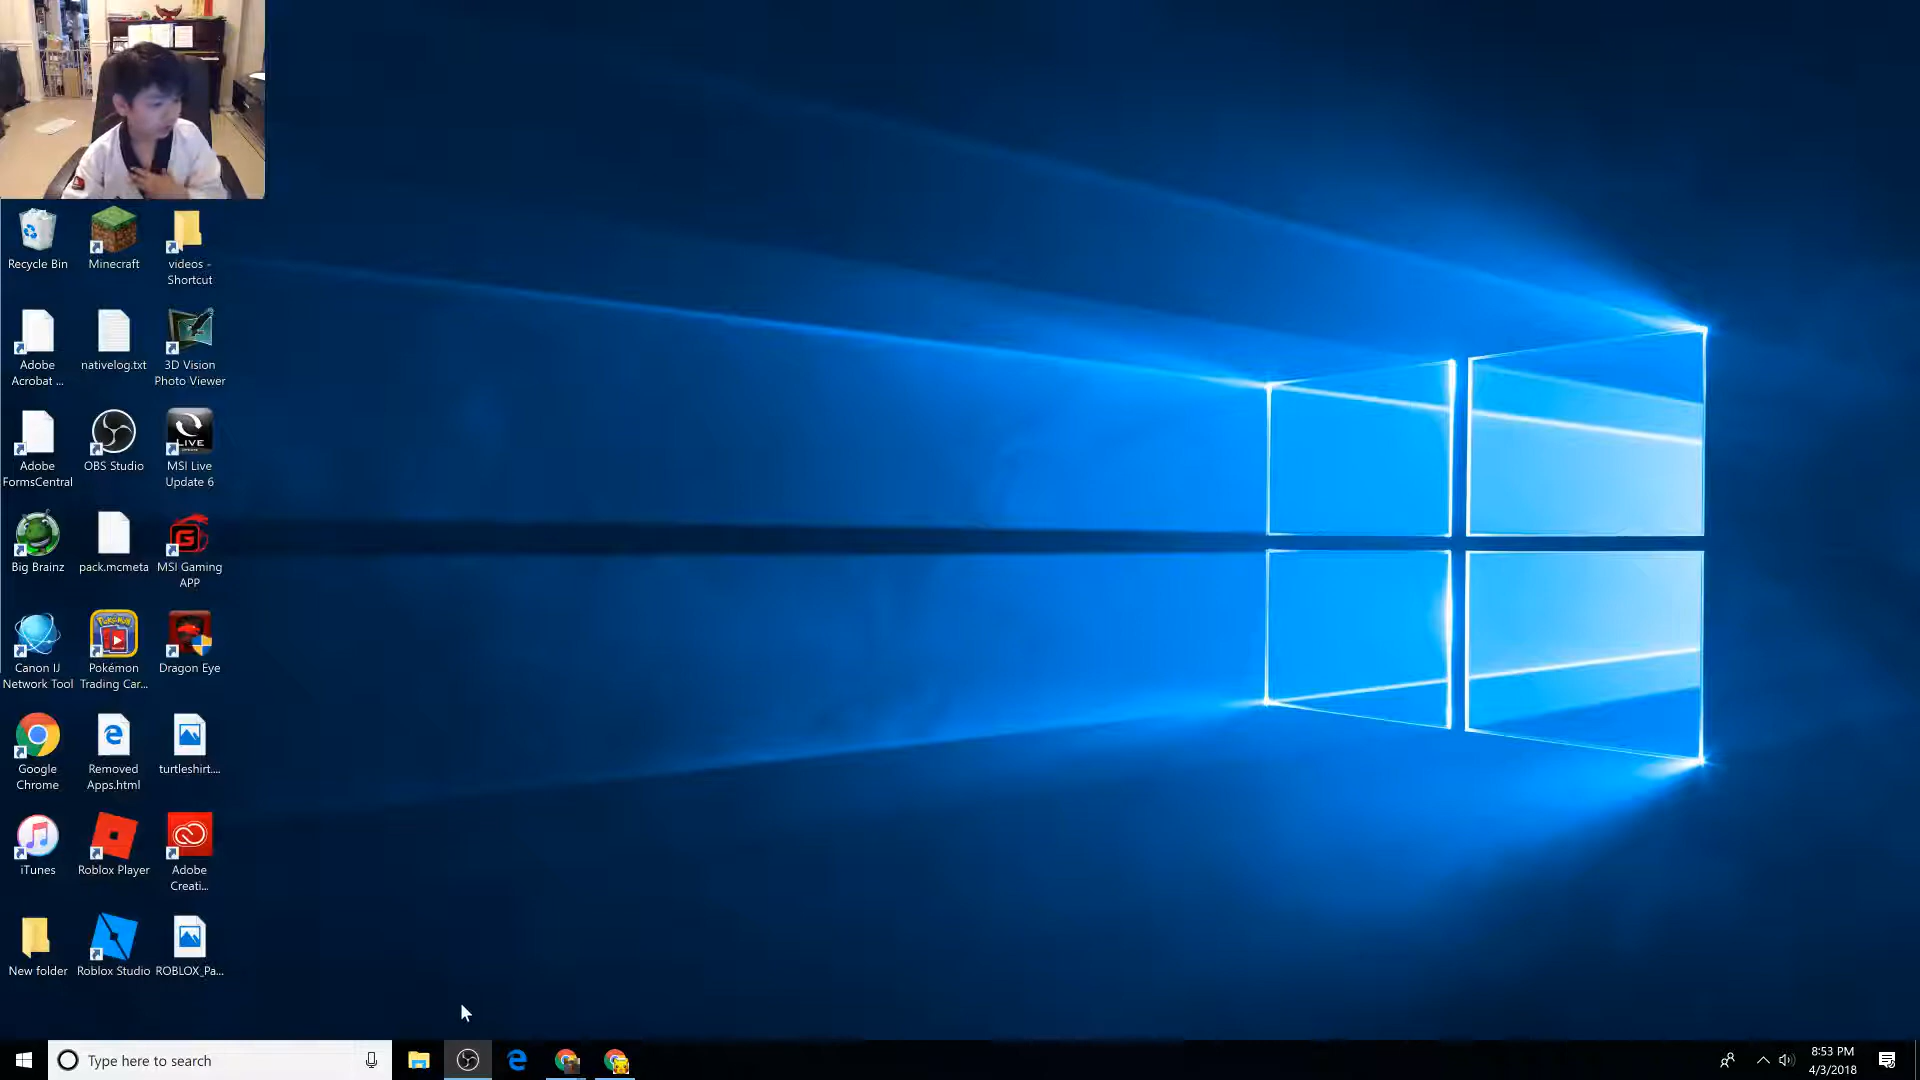 Recycle Bin
Minecraft
videos -
Shortcut
Adobe
Acrobat ...
nativelog.txt
3D Vision
Photo Viewer
Adobe
FormsCentral
OBS Studio
LIVE
MSI Live
Update 6
Big Brainz
pack.mcmeta
MSI Gaming
APP
Canon IJ
Network Tool
Pokémon
Trading Car...
Dragon Eye
Google
Chrome
Removed
Apps.html
turtleshirt....
iTunes
Roblox Player
Adobe
Creati...
New folder
Roblox Studio
ROBLOX_Pa...
Type here to search
8:53 PM
4/3/2018